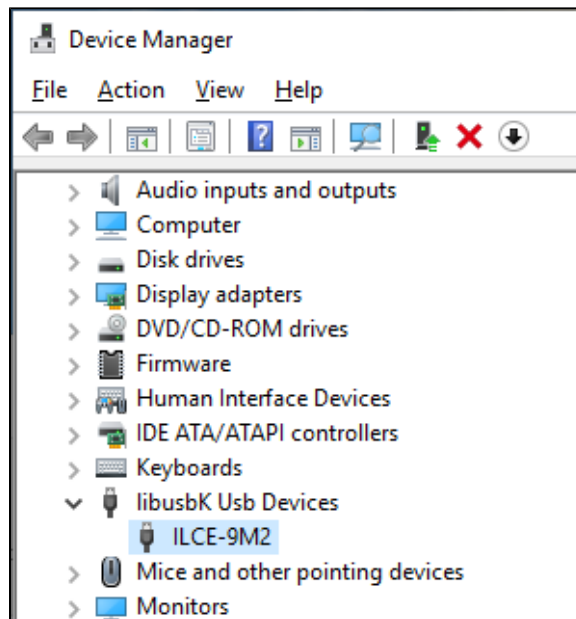 Device Manager
File Action View Help
Audio inputs and outputs
Computer
Disk drives
Display adapters
DVD/CD-ROM drives
Firmware
Human Interface Devices
IDE ATA/ATAPI controllers
Keyboards
libusbK Usb Devices
ILCE-9M2
Mice and other pointing devices
Monitors